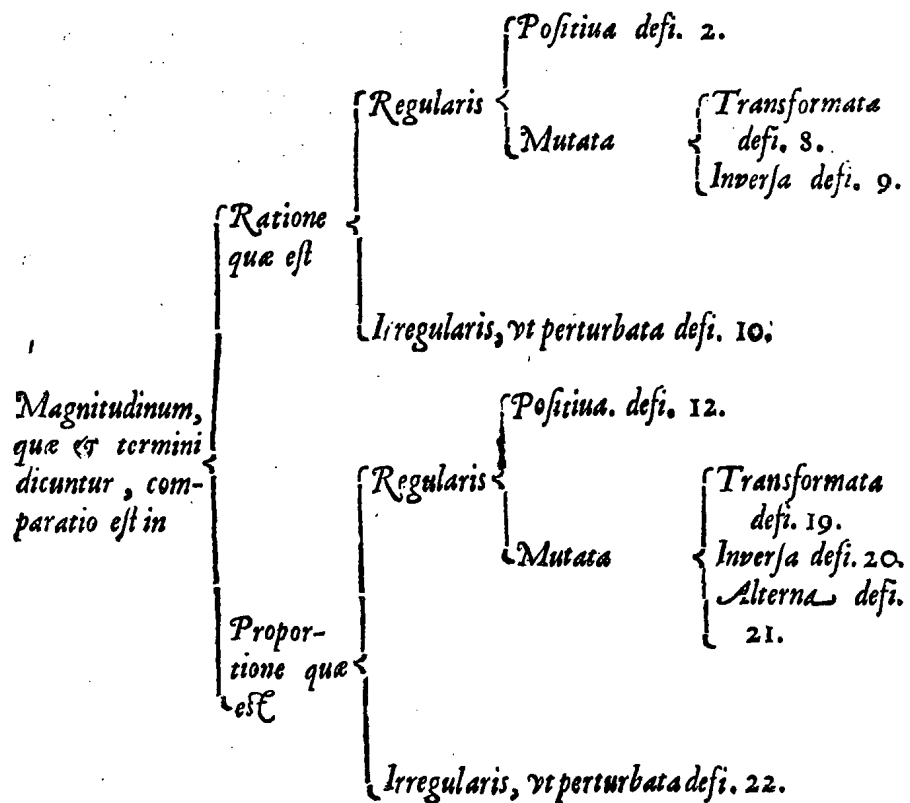 Poſitiua defi. 2.
Regularis
Mutata
Transformata
defi. 8.
Inverſa defi. 9.
Ratione
quæ eſt
Irregularis, vt perturbata defi. 10.
Magnitudinum,
quæ & termini
dicuntur, com-
paratio eſt in
Poſitiua. defi. 12.
Regularis
Transformata
defi. 19.
Mutata
Inverſa defi. 20.
Alterna defi.
21.
Propor-
tione quæ
eſt
Irregularis, vt perturbata defi. 22.